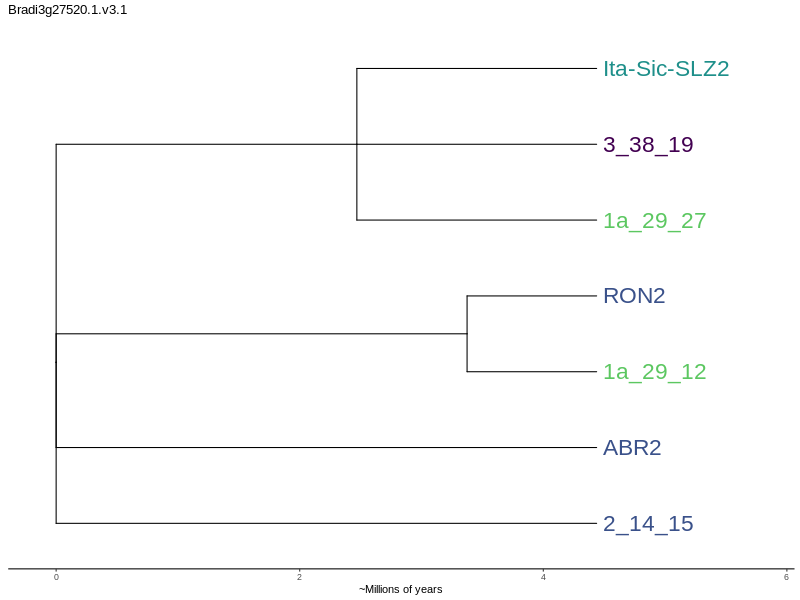 Bradi3g27520.1.v3.1
Ita-Sic-SLZ2
3_38_19
1a_29_27
RON2
1a_29_12
ABR2
2_14_15
0 2 4 6
~Millions of years